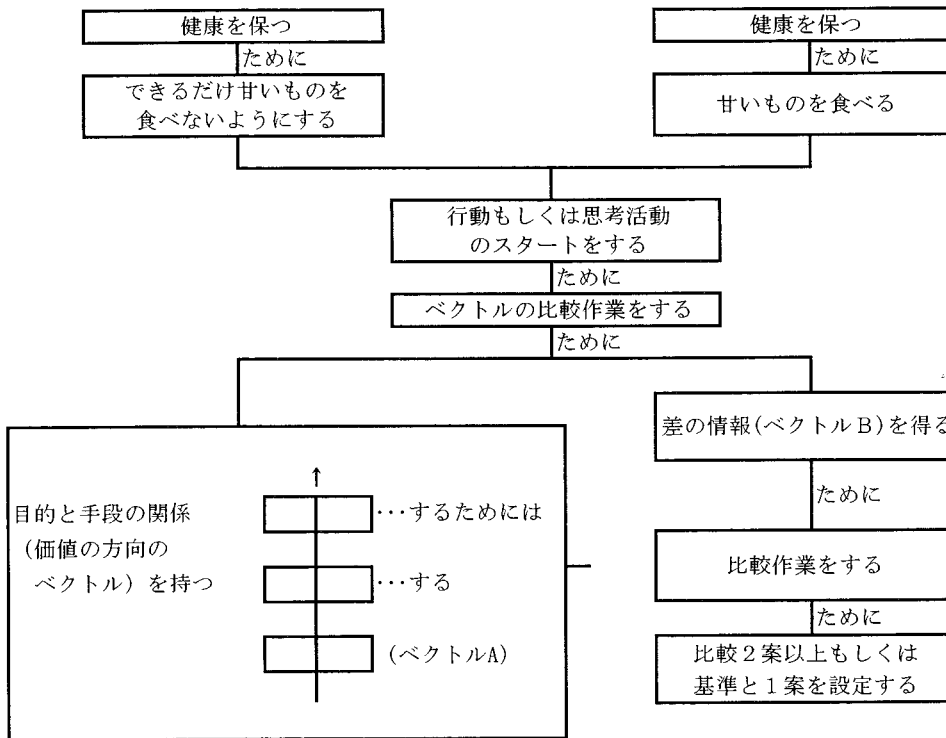 健康を保つ
ために
できるだけ甘いものを
食べないようにする
健康を保つ
ために
甘いものを食べる
行動もしくは思考活動
のスタートをする
ために
ベクトルの比較作業をする
ために
目的と手段の関係
(価値の方向の
ベクトル)を持つ
↑
…するためには
…する
(ベクトルA)
差の情報(ベクトルB)を得る
ために
比較作業をする
ために
比較2案以上もしくは
基準と1案を設定する